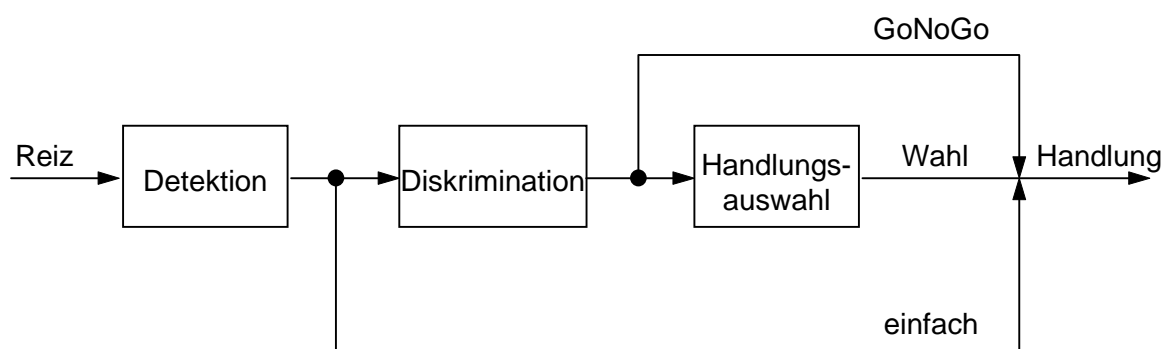 GoNoGo
Reiz
Detektion
Diskrimination
Handlungs-
auswahl
Wahl
Handlung
einfach